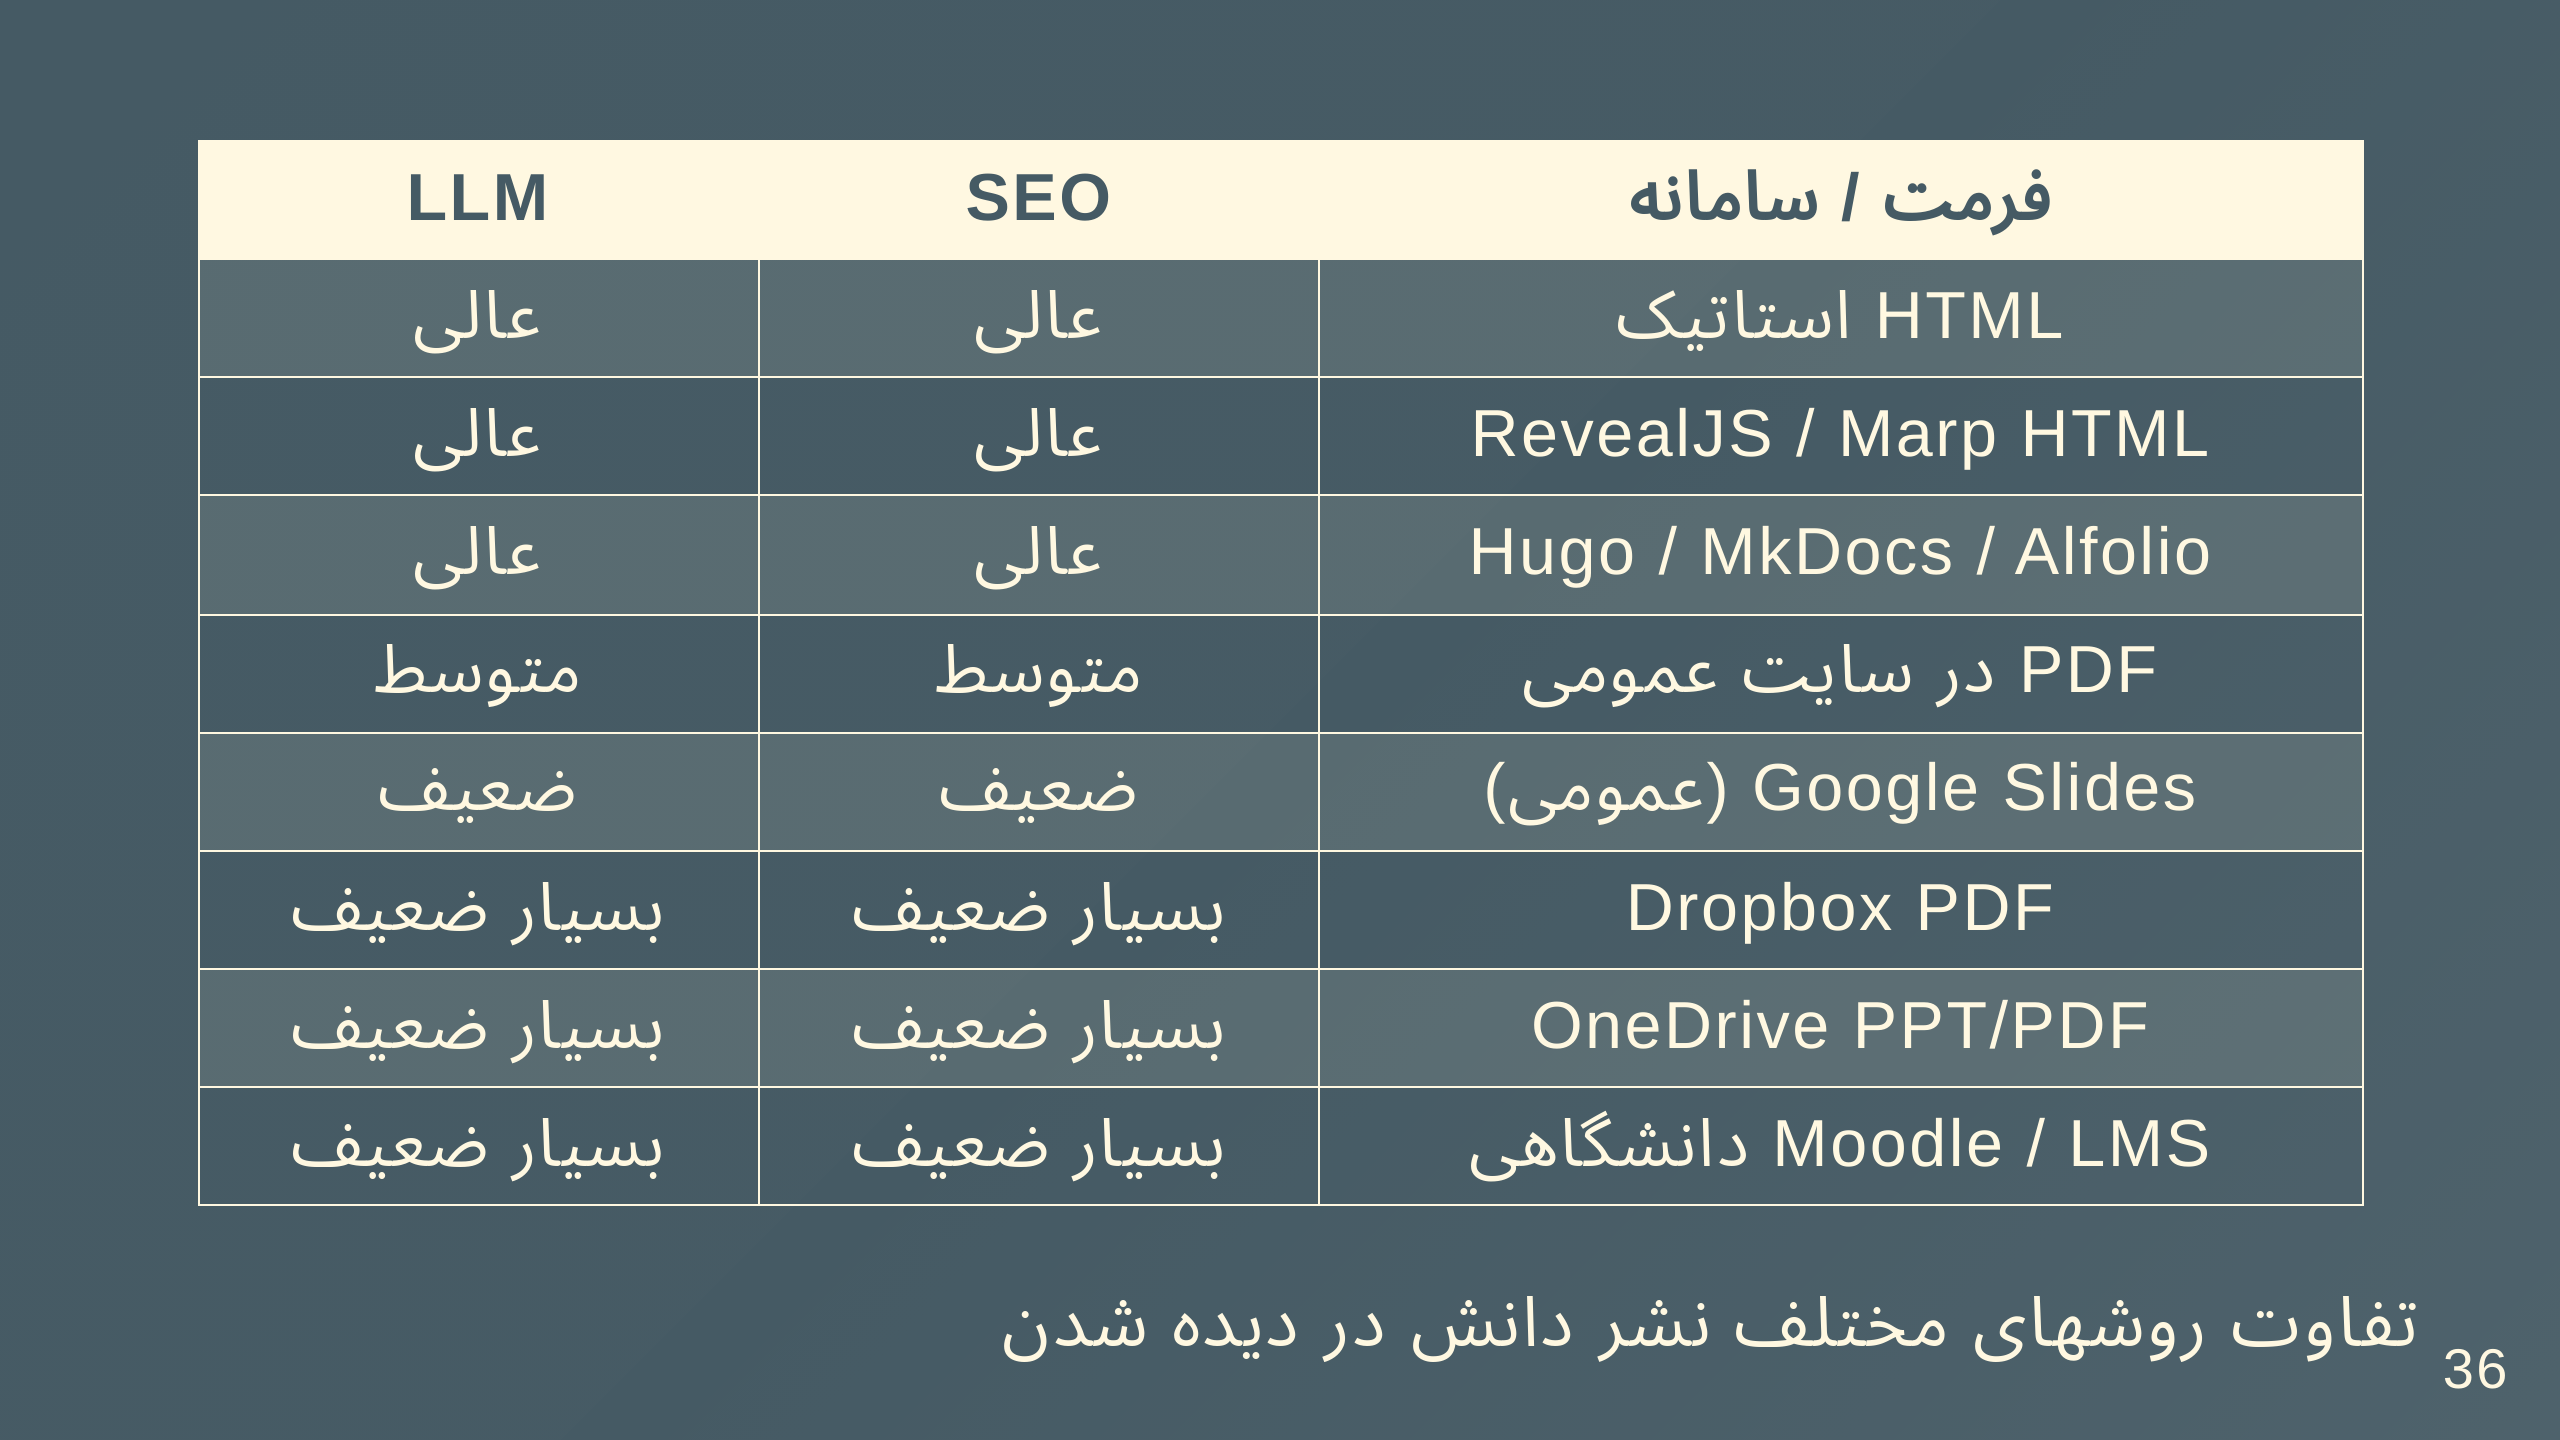 فرمت / سامانه SEO LLM
HTML استاتیک عالی عالی
RevealJS / Marp HTML عالی عالی
Hugo / MkDocs / Alfolio عالی عالی
PDF در سایت عمومی متوسط متوسط
Google Slides (عمومی) ضعیف ضعیف
Dropbox PDF بسیار ضعیف بسیار ضعیف
OneDrive PPT/PDF بسیار ضعیف بسیار ضعیف
Moodle / LMS دانشگاهی بسیار ضعیف بسیار ضعیف
تفاوت روشهای مختلف نشر دانش در دیده شدن
36